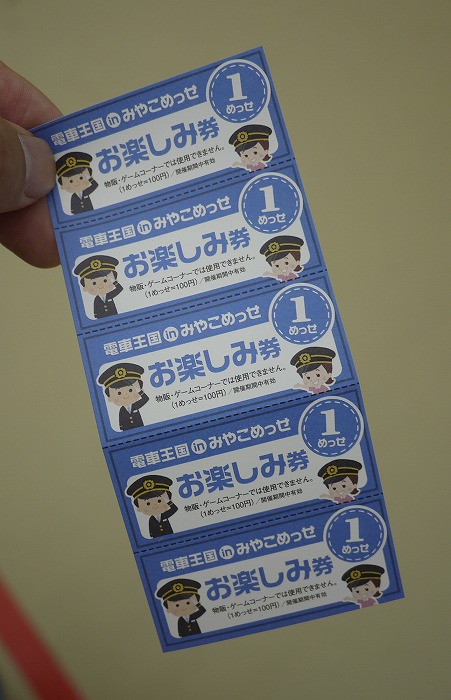 電車王国 in みやこめっせ
1
めっせ
お楽しみ券
物販・ゲームコーナーでは使用できません。
(1めっせ=100円)/開催期間中有効
電車王国 in みやこめっせ
1
めっせ
お楽しみ券
物販・ゲームコーナーでは使用できません。
(1めっせ=100円)/開催期間中有効
電車王国 in みやこめっせ
1
めっせ
お楽しみ券
物販・ゲームコーナーでは使用できません。
(1めっせ=100円)/開催期間中有効
電車王国 in みやこめっせ
1
めっせ
お楽しみ券
物販・ゲームコーナーでは使用できません。
(1めっせ=100円)/開催期間中有効
電車王国 in みやこめっせ
1
めっせ
お楽しみ券
物販・ゲームコーナーでは使用できません。
(1めっせ=100円)/開催期間中有効